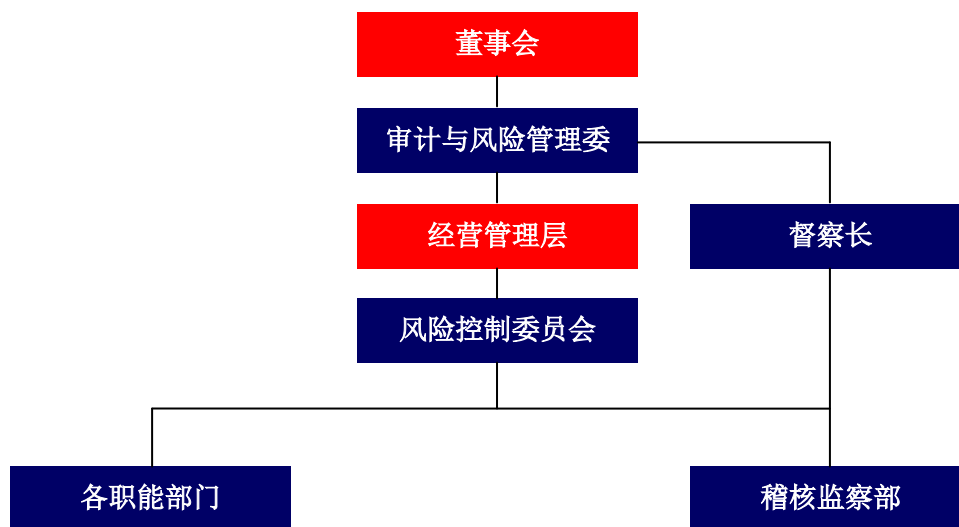 董事会
审计与风险管理委
经营管理层
督察长
风险控制委员会
各职能部门
稽核监察部